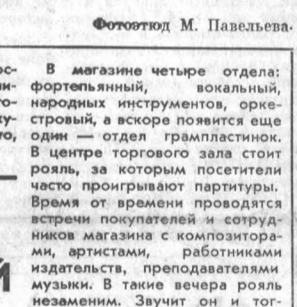 Фотоэтюд М. Павельева.
В магазине четыре отдела:
фортепьянный, вокальный,
народных инструментов, орке-
стровый, а вскоре появится еще
один — отдел грампластинок.
В центре торгового зала стоит
рояль, за которым посетители
часто проигрывают партитуры.
Время от времени проводятся
встречи покупателей и сотруд-
ников магазина с композитора-
ми, артистами, работниками
издательств, преподавателями
музыки. В такие вечера рояль
незаменим. Звучит он и тог-